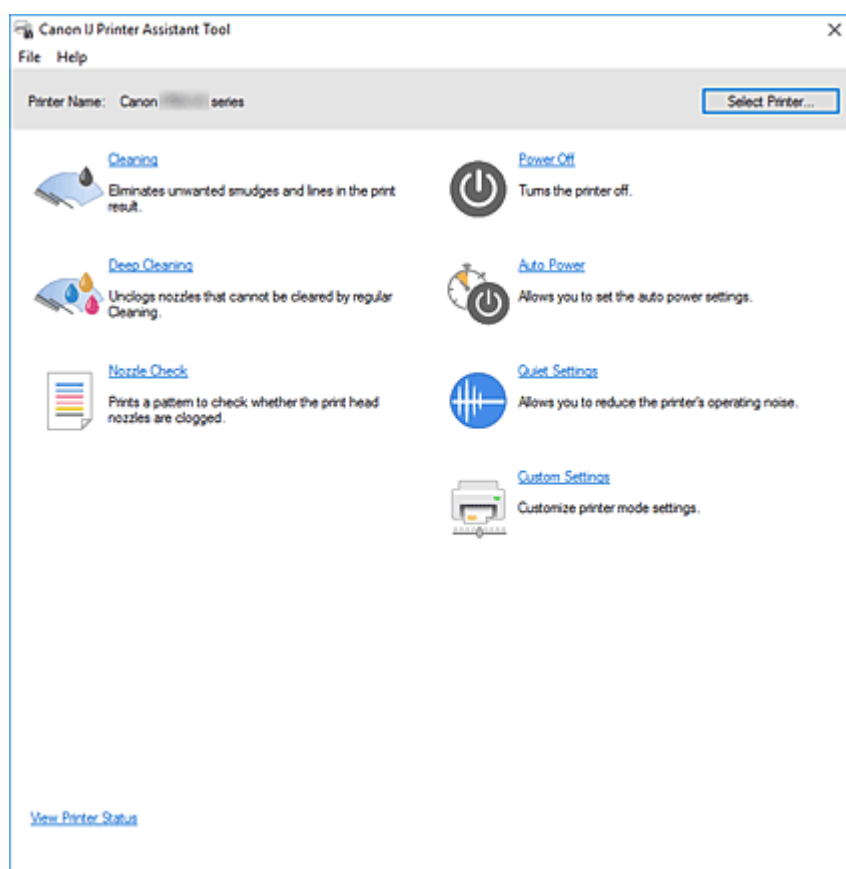 Canon IJ Printer Assistant Tool
File Help
Printer Name: Canon series
Select Printer...
Cleaning
Eliminates unwanted smudges and lines in the print
result.
Deep Cleaning
Unclogs nozzles that cannot be cleared by regular
Cleaning.
Nozzle Check
Prints a pattern to check whether the print head
nozzles are clogged.
Power Off
Turns the printer off.
Auto Power
Allows you to set the auto power settings.
Quiet Settings
Allows you to reduce the printer's operating noise.
Custom Settings
Customize printer mode settings.
View Printer Status